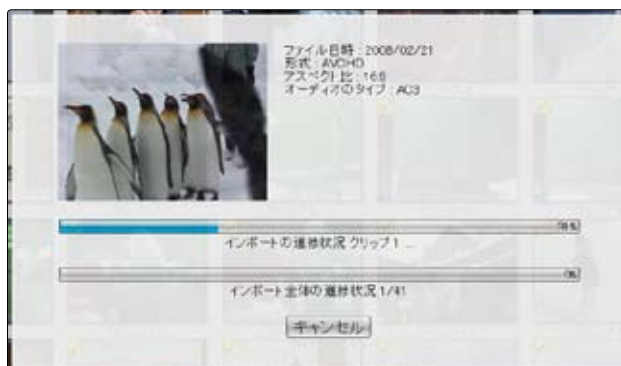 ファイル日時 : 2008/02/21
形式 : AVCHD
アスペクト比 : 16:9
オーディオのタイプ : AC3
インポートの進捗状況 クリップ 1 ...
インポート全体の進捗状況 1/41
キャンセル